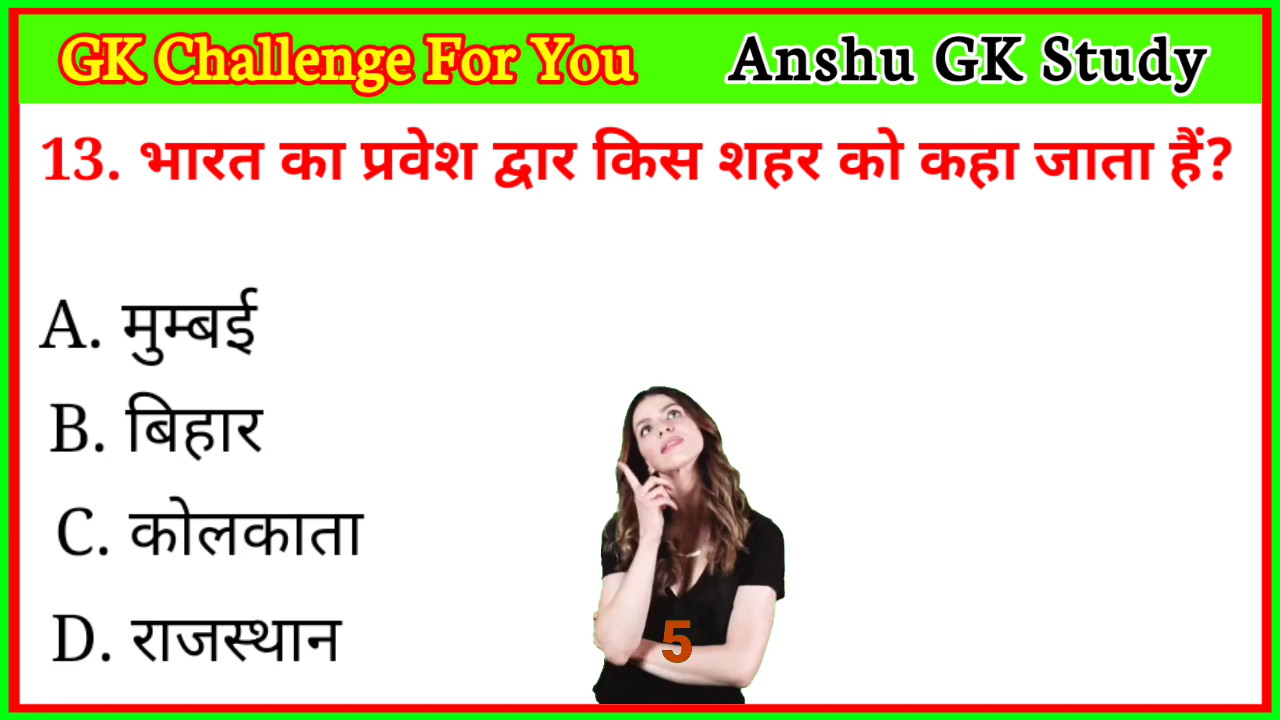 GK Challenge For You Anshu GK Study
13. भारत का प्रवेश द्वार किस शहर को कहा जाता हैं?
A. मुम्बई
B. बिहार
C. कोलकाता
D. राजस्थान
5